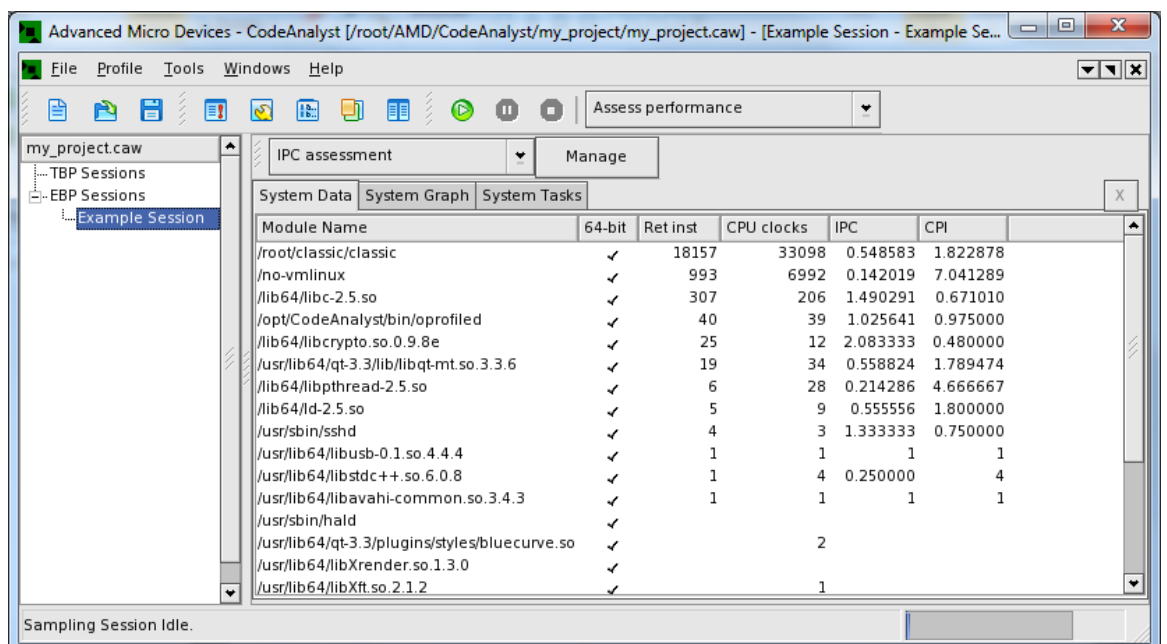 Advanced Micro Devices - CodeAnalyst [/root/AMD/CodeAnalyst/my_project/my_project.caw] - [Example Session - Example Se...
File Profile Tools Windows Help
Assess performance
my_project.caw
TBP Sessions
EBP Sessions
Example Session
IPC assessment Manage
System Data System Graph System Tasks X
Module Name 64-bit Ret inst CPU clocks IPC CPI
/root/classic/classic ✓ 18157 33098 0.548583 1.822878
/no-vmlinux ✓ 993 6992 0.142019 7.041289
/lib64/libc-2.5.so ✓ 307 206 1.490291 0.671010
/opt/CodeAnalyst/bin/oprofiled ✓ 40 39 1.025641 0.975000
/lib64/libcrypto.so.0.9.8e ✓ 25 12 2.083333 0.480000
/usr/lib64/qt-3.3/lib/libqt-mt.so.3.3.6 ✓ 19 34 0.558824 1.789474
/lib64/libpthread-2.5.so ✓ 6 28 0.214286 4.666667
/lib64/ld-2.5.so ✓ 5 9 0.555556 1.800000
/usr/sbin/sshd ✓ 4 3 1.333333 0.750000
/usr/lib64/libusb-0.1.so.4.4.4 ✓ 1 1 1 1
/usr/lib64/libstdc++.so.6.0.8 ✓ 1 4 0.250000 4
/usr/lib64/libavahi-common.so.3.4.3 ✓ 1 1 1 1
/usr/sbin/hald ✓
/usr/lib64/qt-3.3/plugins/styles/bluecurve.so ✓ 2
/usr/lib64/libXrender.so.1.3.0 ✓
/usr/lib64/libXft.so.2.1.2 ✓ 1
Sampling Session Idle.